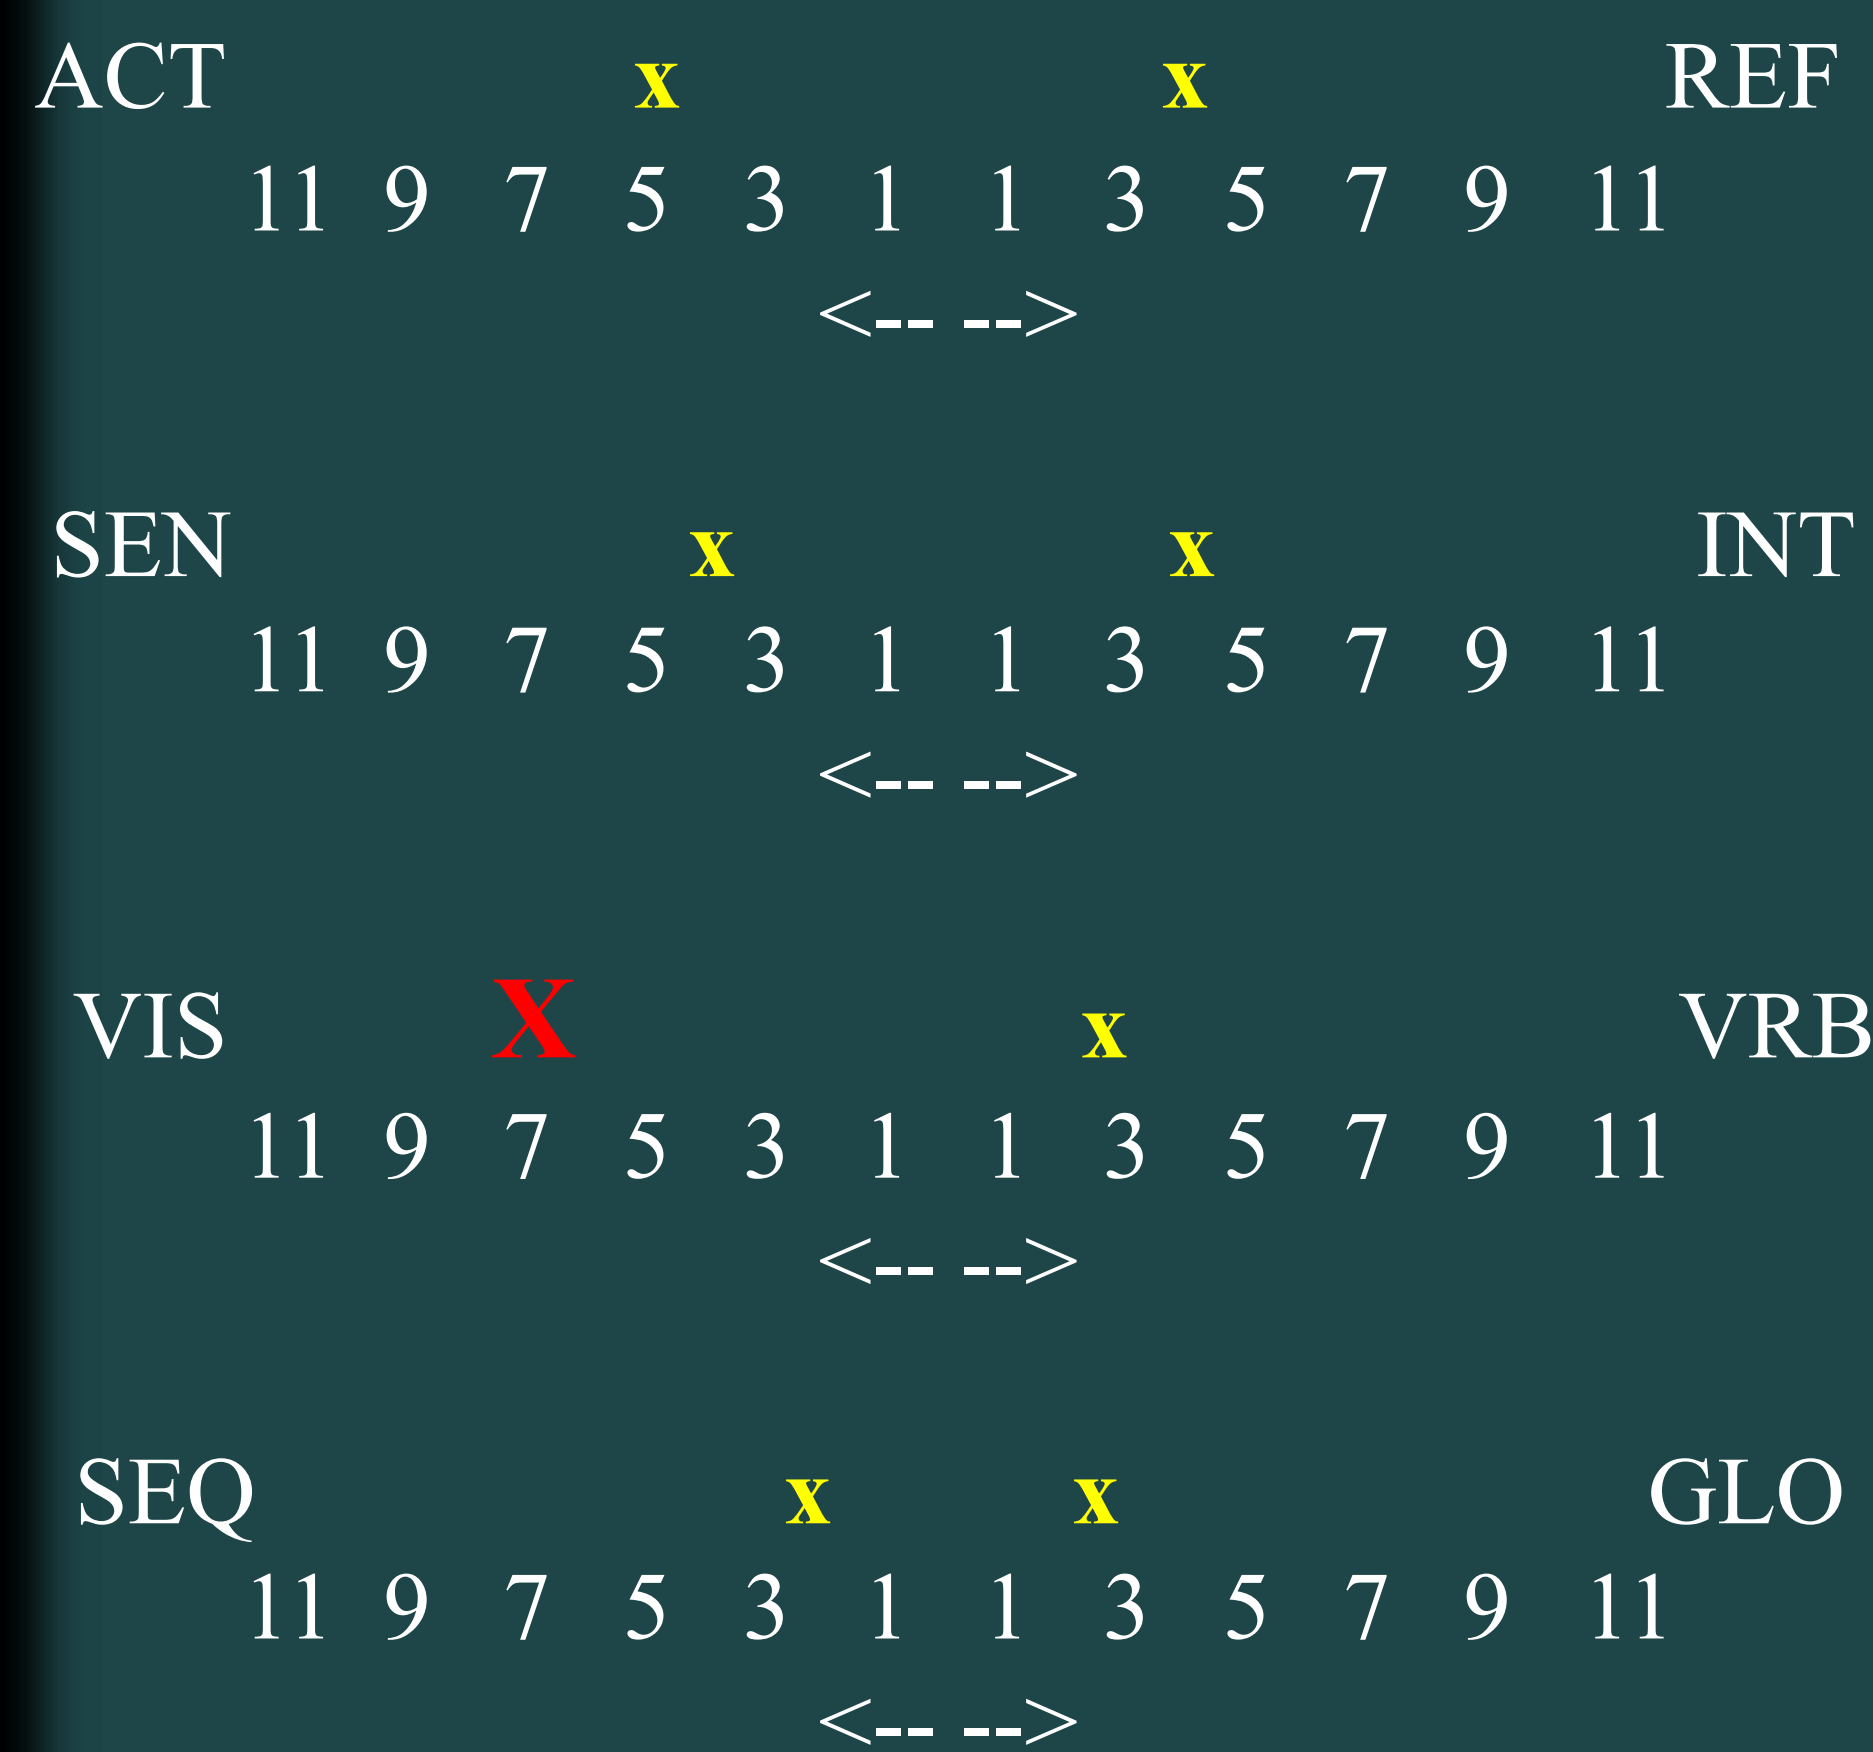 ACT x x REF
11 9 7 5 3 1 1 3 5 7 9 11
<-- -->
SEN x x INT
11 9 7 5 3 1 1 3 5 7 9 11
<-- -->
VIS X x VRB
11 9 7 5 3 1 1 3 5 7 9 11
<-- -->
SEQ x x GLO
11 9 7 5 3 1 1 3 5 7 9 11
<-- -->